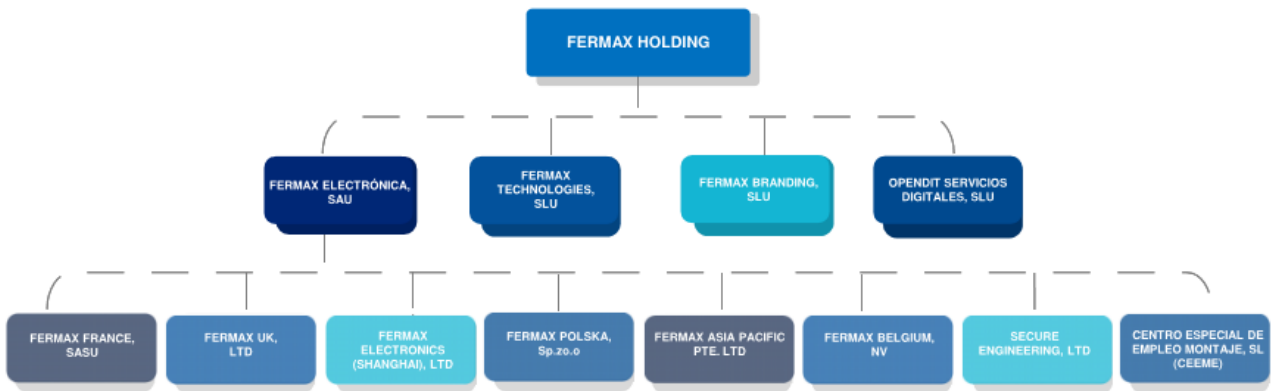 FERMAX HOLDING
FERMAX ELECTRÓNICA,
SAU
FERMAX
TECHNOLOGIES,
SLU
FERMAX BRANDING,
SLU
OPENDIT SERVICIOS
DIGITALES, SLU
FERMAX FRANCE,
SASU
FERMAX UK,
LTD
FERMAX
ELECTRONICS
(SHANGHAI), LTD
FERMAX POLSKA,
Sp.zo.o
FERMAX ASIA PACIFIC
PTE. LTD
FERMAX BELGIUM,
NV
SECURE
ENGINEERING, LTD
CENTRO ESPECIAL DE
EMPLEO MONTAJE, SL
(CEEME)